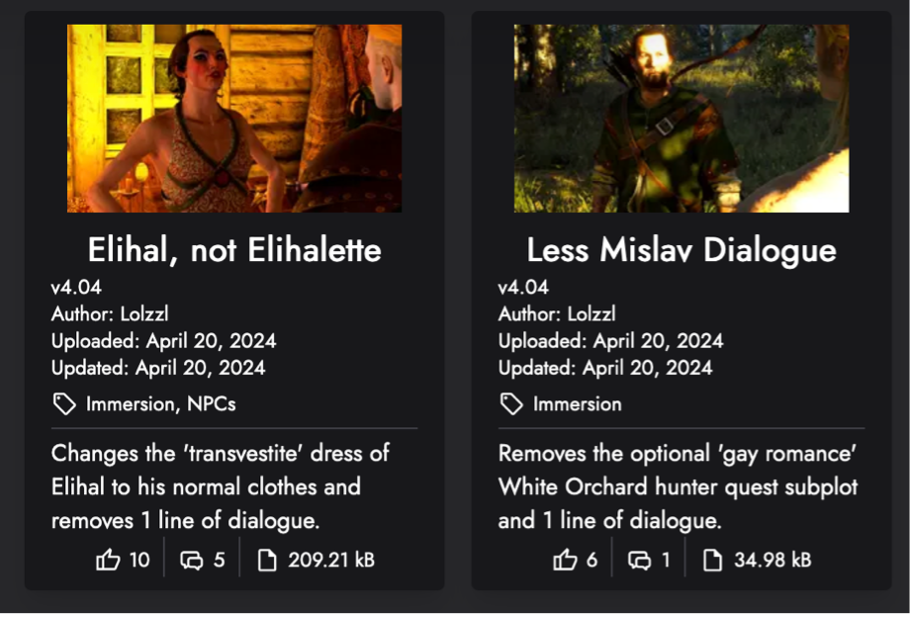 Elihal, not Elihalette
v4.04
Author: Lolzzl
Uploaded: April 20, 2024
Updated: April 20, 2024
Immersion, NPCs
Changes the 'transvestite' dress of
Elihal to his normal clothes and
removes 1 line of dialogue.
10 5 209.21 kB
Less Mislav Dialogue
v4.04
Author: Lolzzl
Uploaded: April 20, 2024
Updated: April 20, 2024
Immersion
Removes the optional 'gay romance'
White Orchard hunter quest subplot
and 1 line of dialogue.
6 1 34.98 kB